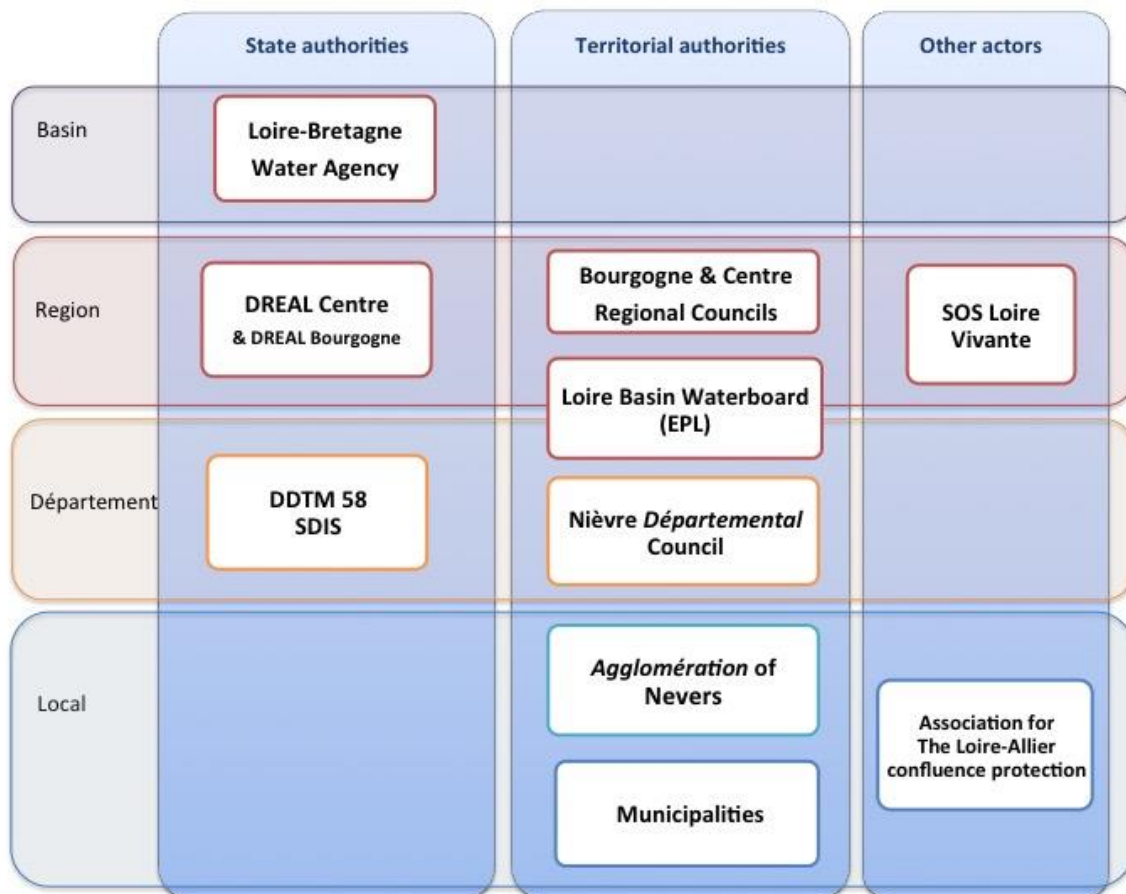 State authorities
Territorial authorities
Other actors
Basin
Loire-Bretagne
Water Agency
Region
DREAL Centre
& DREAL Bourgogne
Bourgogne & Centre
Regional Councils
SOS Loire
Vivante
Loire Basin Waterboard
(EPL)
Département
DDTM 58
SDIS
Nièvre Départemental
Council
Local
Agglomération of
Nevers
Association for
The Loire-Allier
confluence protection
Municipalities